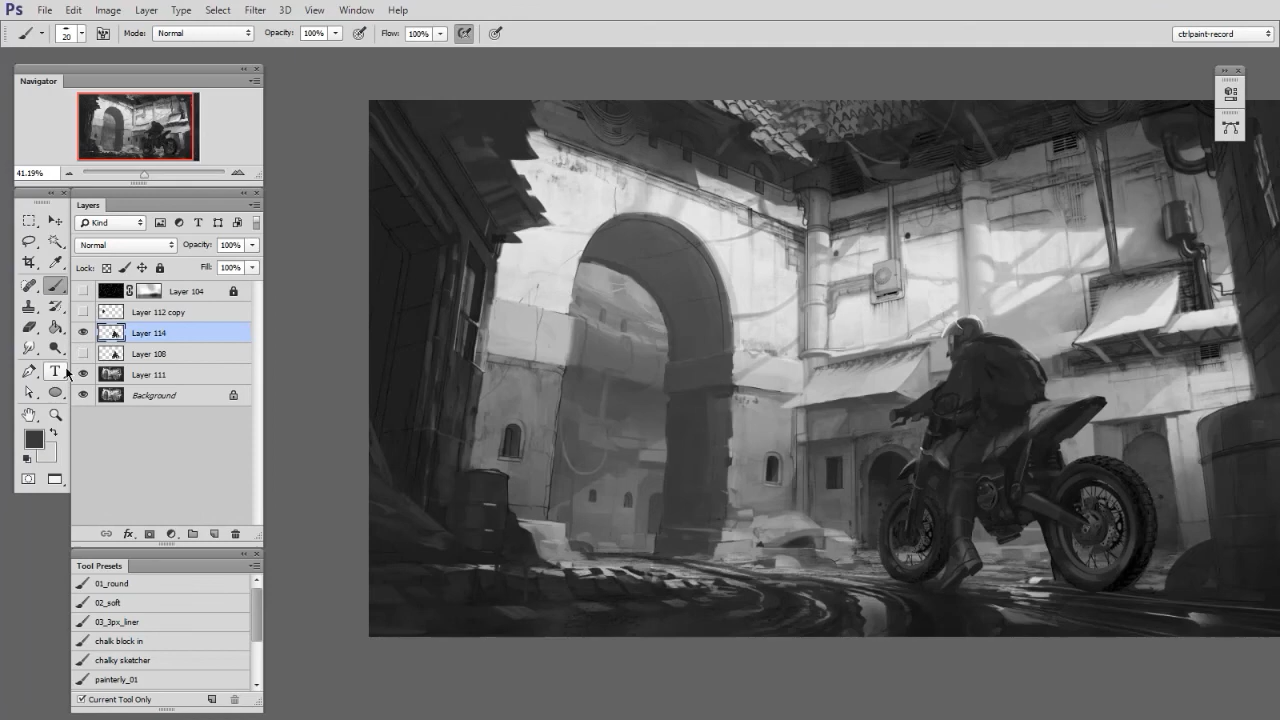 Ps File Edit Image Layer Type Select Filter 3D View Window Help
20 Mode: Normal Opacity: 100% Flow: 100% ctrlpaint-record
Navigator
41.19%
Layers
Kind
Normal Opacity: 100%
Lock: Fill: 100%
Layer 104
Layer 112 copy
Layer 114
Layer 108
T
Layer 111
Background
fx
Tool Presets
01_round
02_soft
03_3px_liner
chalk block in
chalky sketcher
painterly_01
Current Tool Only